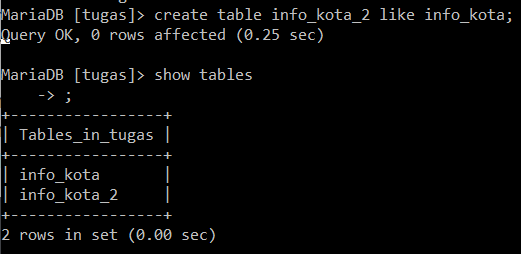 MariaDB [tugas]> create table info_kota_2 like info_kota;
Query OK, 0 rows affected (0.25 sec)

MariaDB [tugas]> show tables
    -> ;
+-----------------+
| Tables_in_tugas |
+-----------------+
| info_kota       |
| info_kota_2     |
+-----------------+
2 rows in set (0.00 sec)